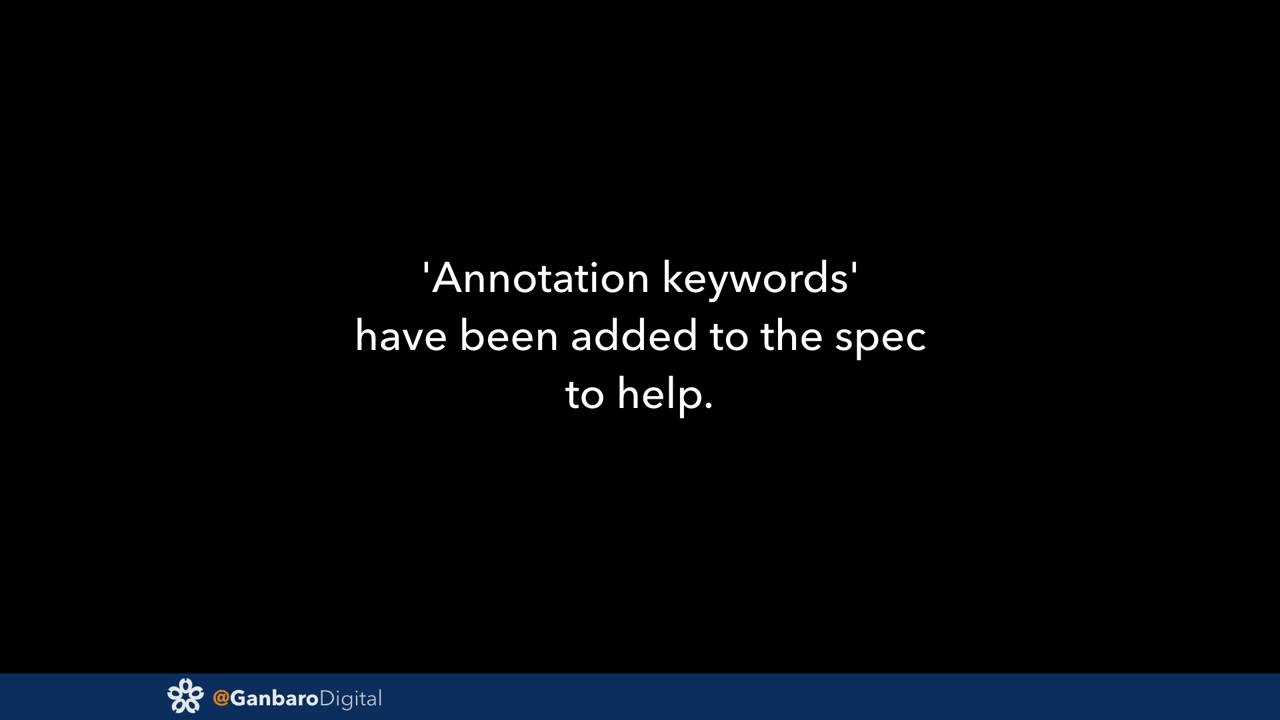 'Annotation keywords'
have been added to the spec
to help.
@GanbaroDigital